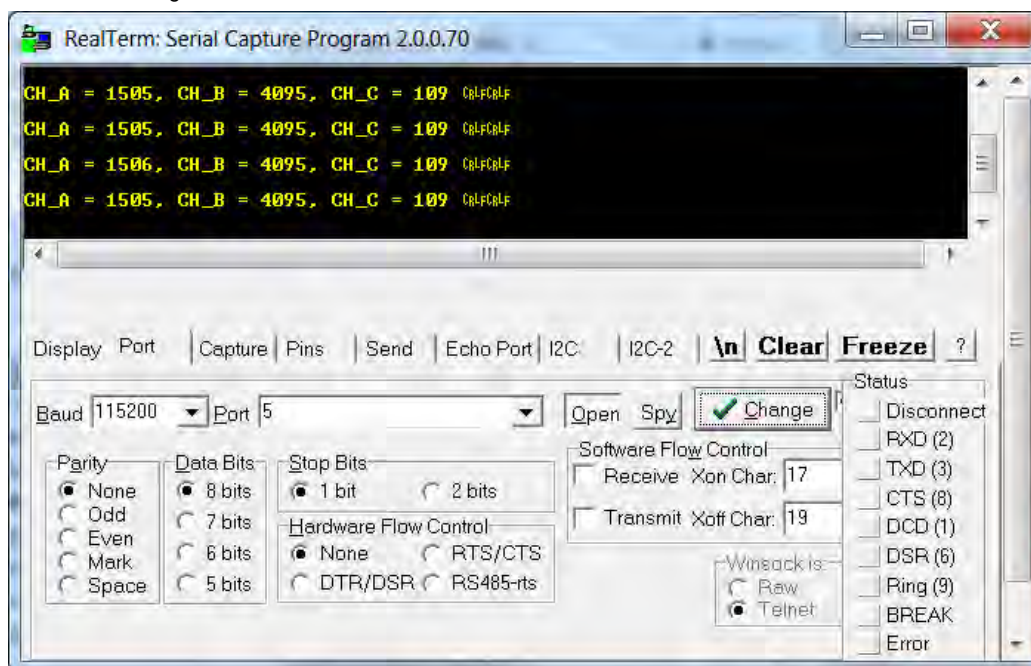 RealTerm: Serial Capture Program 2.0.0.70
CH_A = 1505, CH_B = 4095, CH_C = 109 CRLFCRLF
CH_A = 1505, CH_B = 4095, CH_C = 109 CRLFCRLF
CH_A = 1506, CH_B = 4095, CH_C = 109 CRLFCRLF
CH_A = 1505, CH_B = 4095, CH_C = 109 CRLFCRLF
Display Port Capture Pins Send Echo Port I2C I2C-2 \n Clear Freeze ?
Baud 115200 Port 5 Open Spy Change
Parity
None
Odd
Even
Mark
Space
Data Bits
8 bits
7 bits
6 bits
5 bits
Stop Bits
1 bit 2 bits
Hardware Flow Control
None RTS/CTS
DTR/DSR RS485-rts
Software Flow Control
Receive Xon Char: 17
Transmit Xoff Char: 19
Winsock is:
Raw
Telnet
Status
Disconnect
RXD (2)
TXD (3)
CTS (8)
DCD (1)
DSR (6)
Ring (9)
BREAK
Error